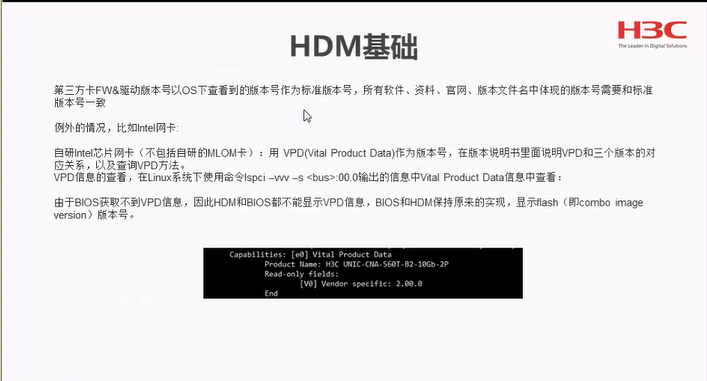 HDM基础
H3C
The Leader in Digital Solutions
第三方卡FW&驱动版本号以OS下查看到的版本号作为标准版本号，所有软件、资料、官网、版本文件名中体现的版本号需要和标准
版本号一致
例外的情况，比如Intel网卡:
自研Intel芯片网卡（不包括自研的MLOM卡）：用 VPD(Vital Product Data)作为版本号，在版本说明书里面说明VPD和三个版本的对
应关系，以及查询VPD方法。
VPD信息的查看，在Linux系统下使用命令lspci –vvv –s <bus>:00.0输出的信息中Vital Product Data信息中查看：
由于BIOS获取不到VPD信息，因此HDM和BIOS都不能显示VPD信息，BIOS和HDM保持原来的实现，显示flash（即combo image
version）版本号。
Capabilities: [e0] Vital Product Data
Product Name: H3C UNIC-CNA-560T-B2-10Gb-2P
Read-only fields:
[V0] Vendor specific: 2.00.0
End